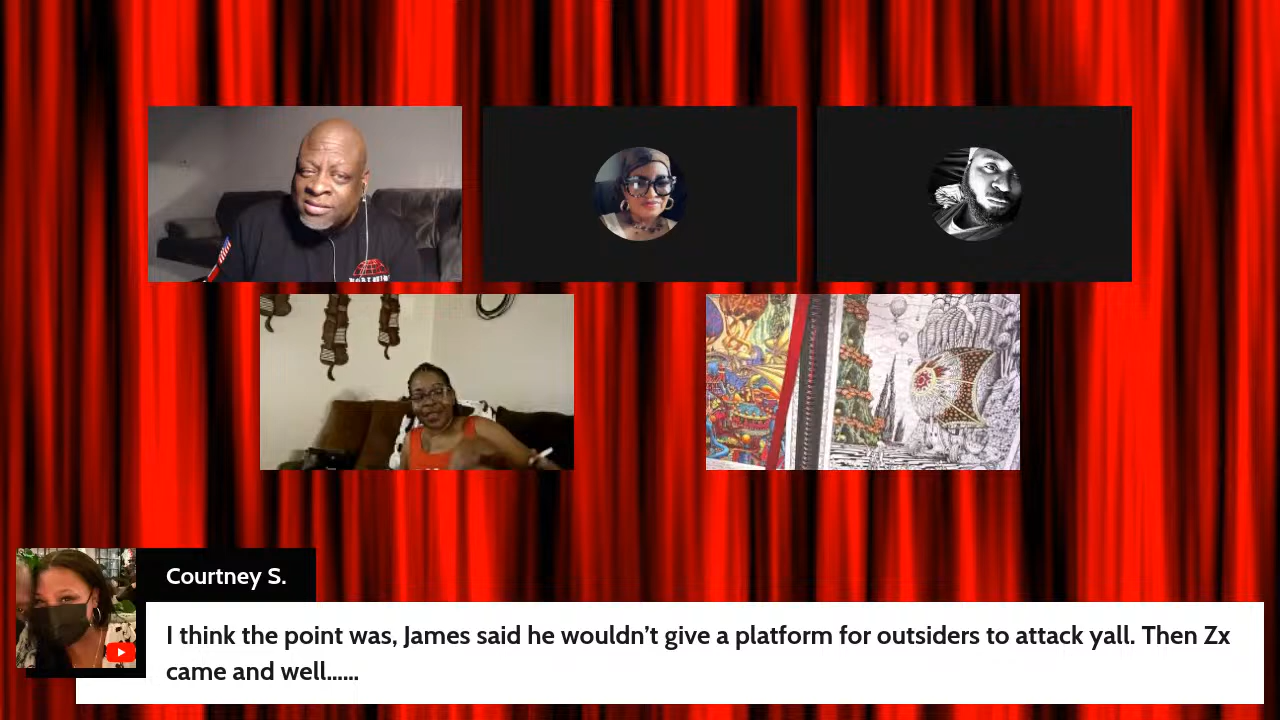 Courtney S.
I think the point was, James said he wouldn’t give a platform for outsiders to attack yall. Then Zx
came and well......